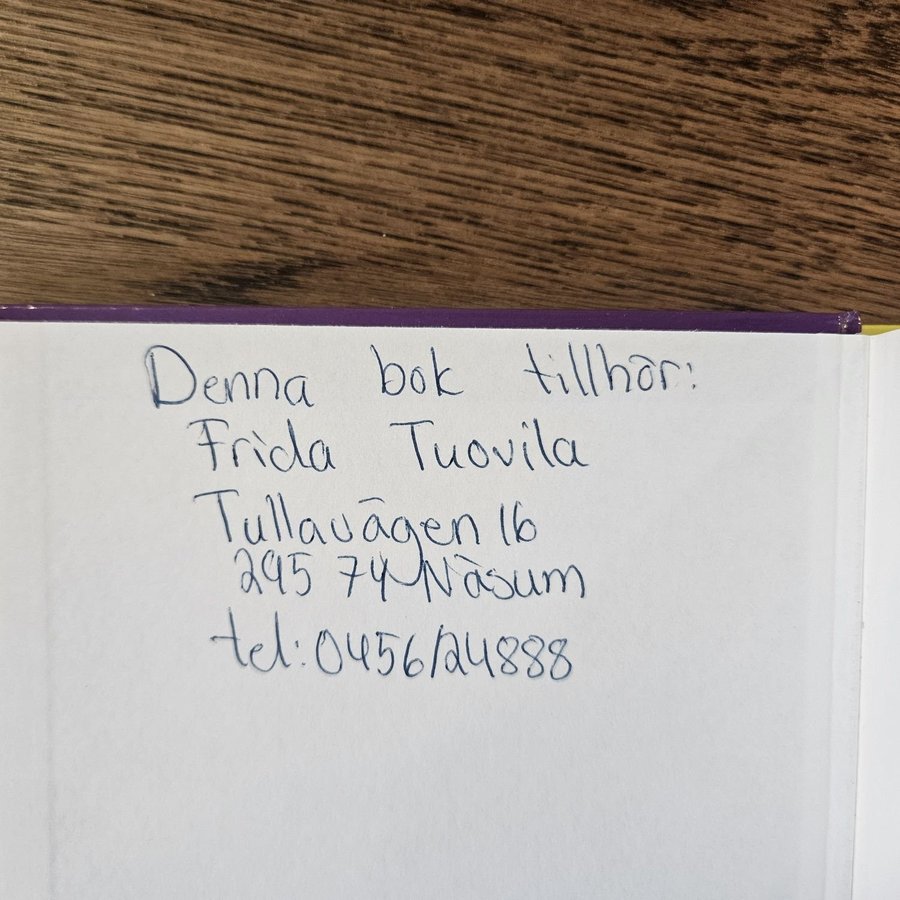 Denna bok tillhör:
Frida Tuovila
Tullavägen 16
295 74 Näsum
tel: 0456/24888